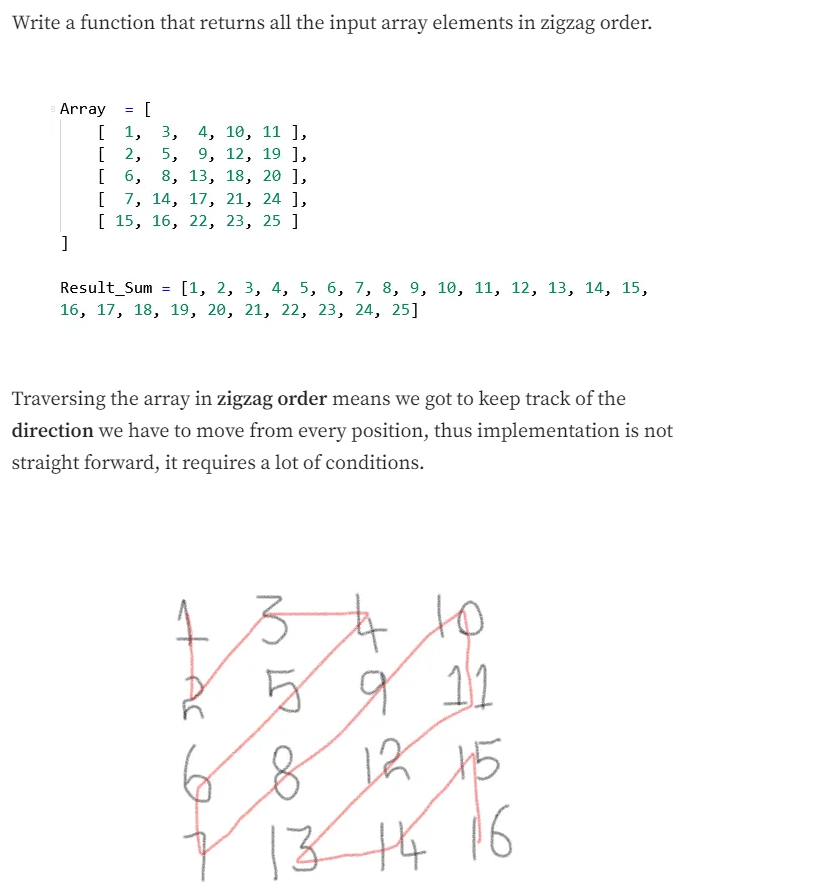 Write a function that returns all the input array elements in zigzag order.
Array = [
[ 1, 3, 4, 10, 11 ],
[ 2, 5, 9, 12, 19 ],
[ 6, 8, 13, 18, 20 ],
[ 7, 14, 17, 21, 24 ],
[ 15, 16, 22, 23, 25 ]
]
Result_Sum = [1, 2, 3, 4, 5, 6, 7, 8, 9, 10, 11, 12, 13, 14, 15,
16, 17, 18, 19, 20, 21, 22, 23, 24, 25]
Traversing the array in zigzag order means we got to keep track of the
direction we have to move from every position, thus implementation is not
straight forward, it requires a lot of conditions.
1 3 4 10
2 5 9 11
6 8 12 15
7 13 14 16